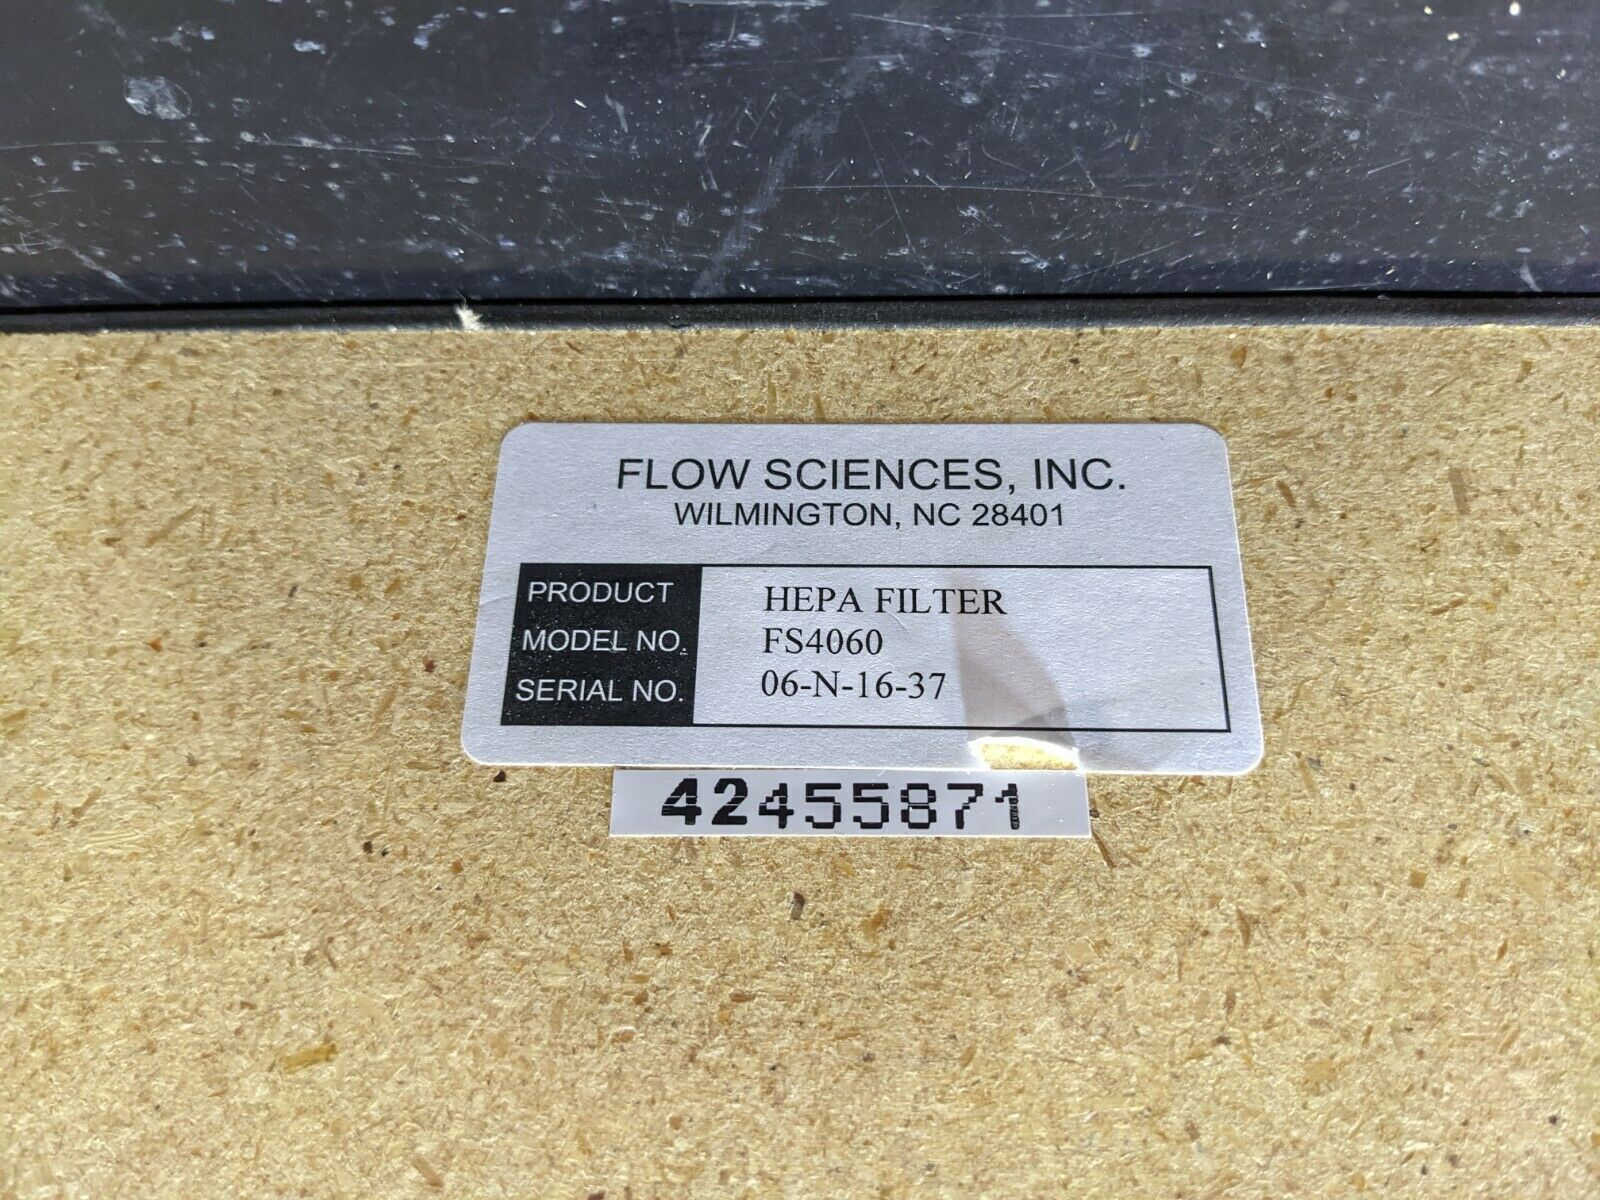 FLOW SCIENCES, INC.
WILMINGTON, NC 28401
PRODUCT HEPA FILTER
MODEL NO. FS4060
SERIAL NO. 06-N-16-37
42455871